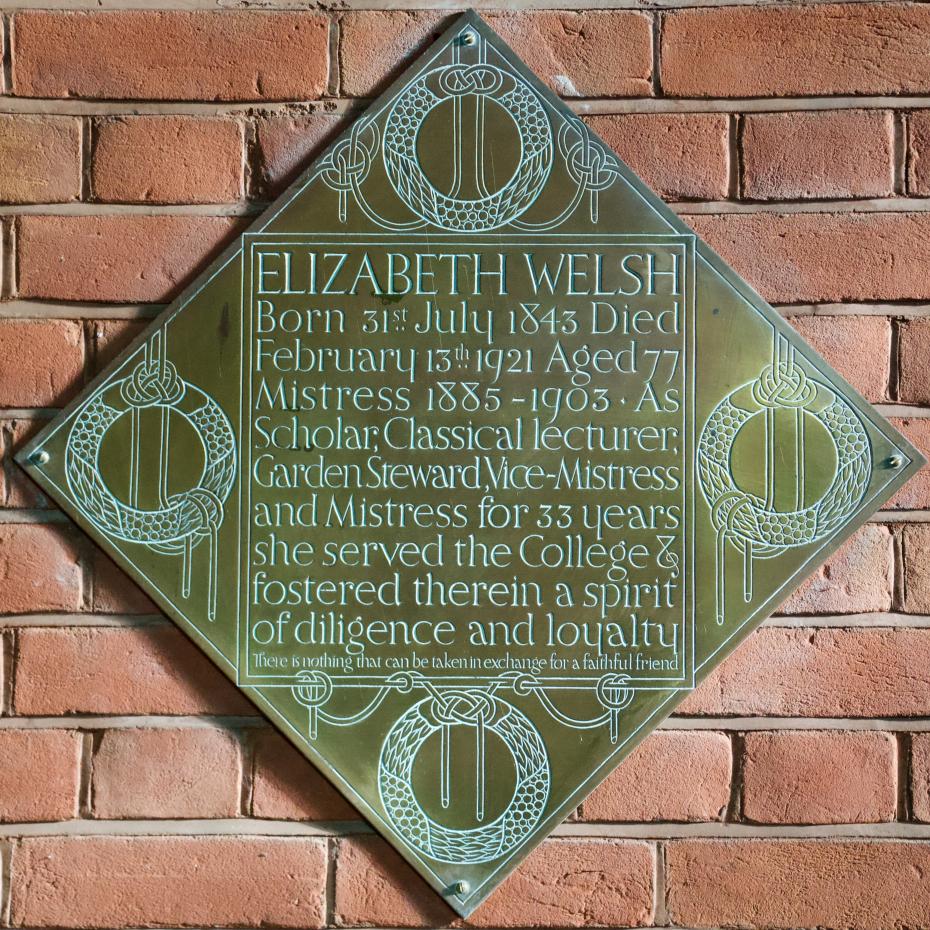 ELIZABETH WELSH
Born 31st July 1843 Died
February 13th 1921 Aged 77
Mistress 1885 - 1903 · As
Scholar, Classical lecturer,
Garden Steward, Vice-Mistress
and Mistress for 33 years
she served the College &
fostered therein a spirit
of diligence and loyalty
There is nothing that can be taken in exchange for a faithful friend